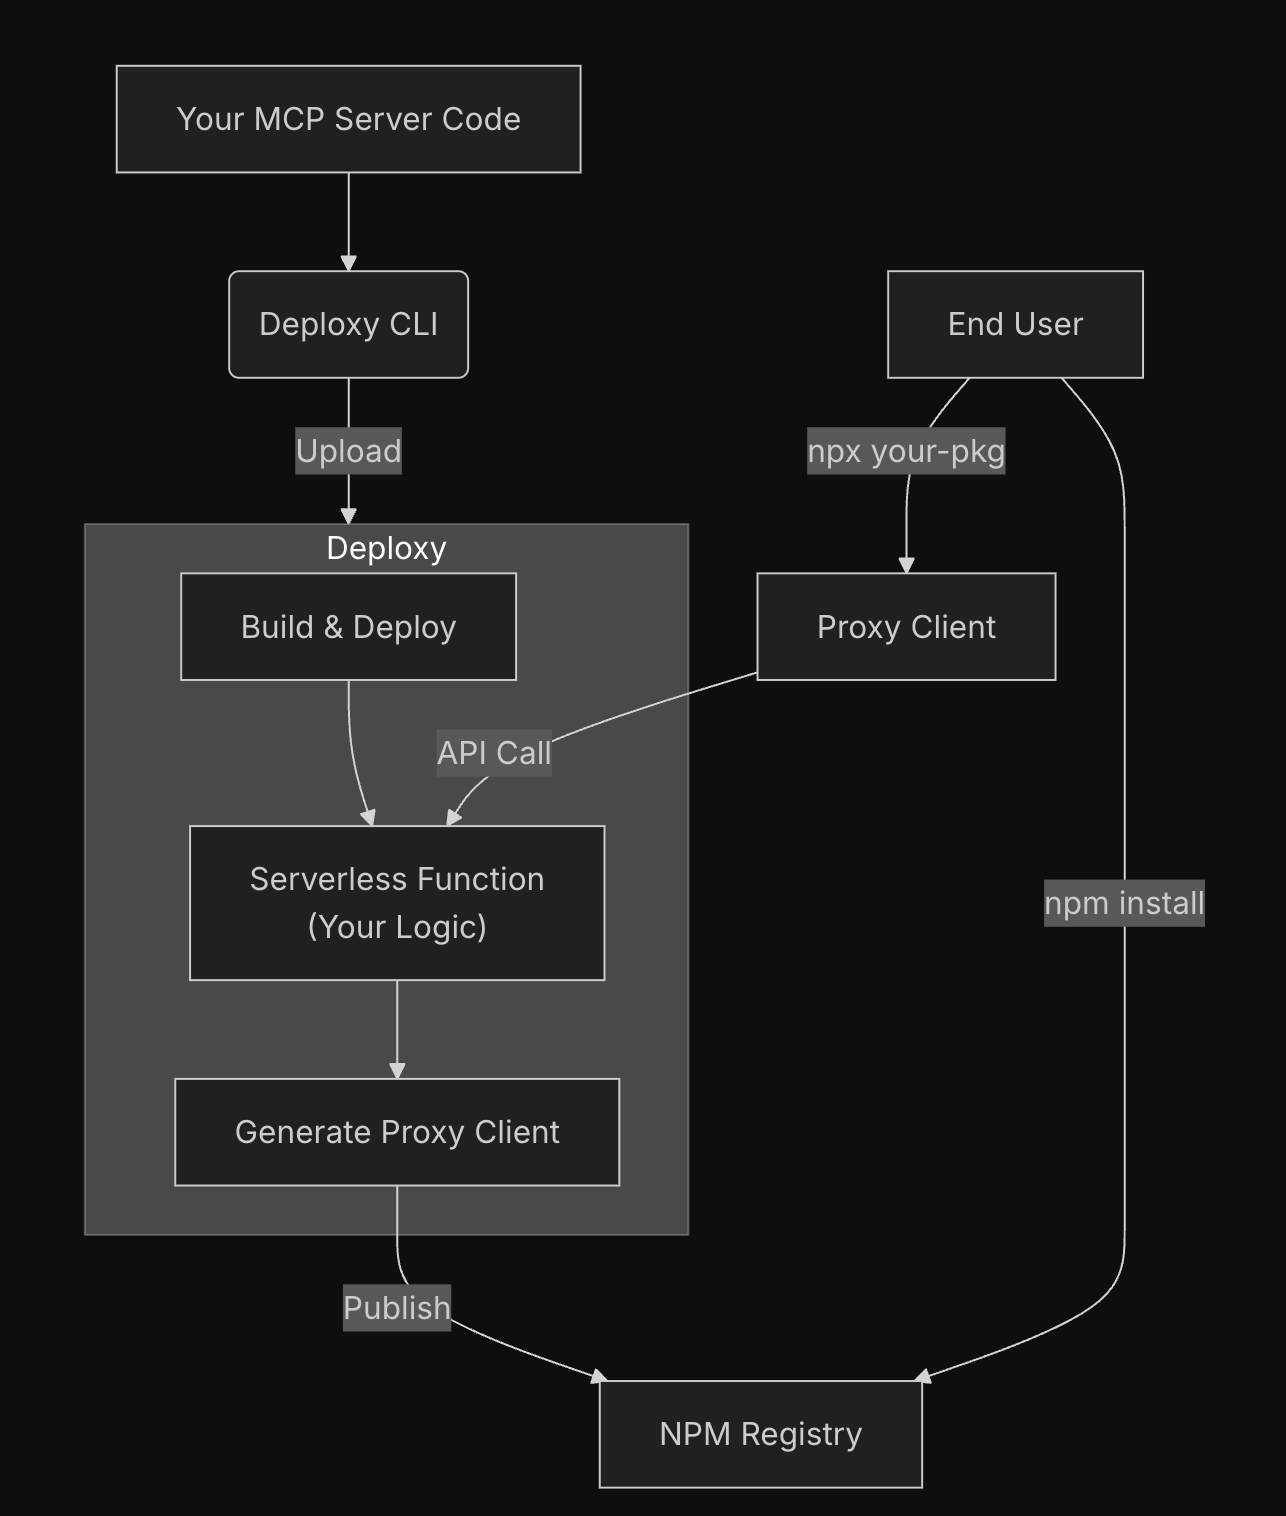 Your MCP Server Code
Deploxy CLI
End User
Upload
npx your-pkg
Deploxy
Build & Deploy
Proxy Client
API Call
Serverless Function
(Your Logic)
npm install
Generate Proxy Client
Publish
NPM Registry